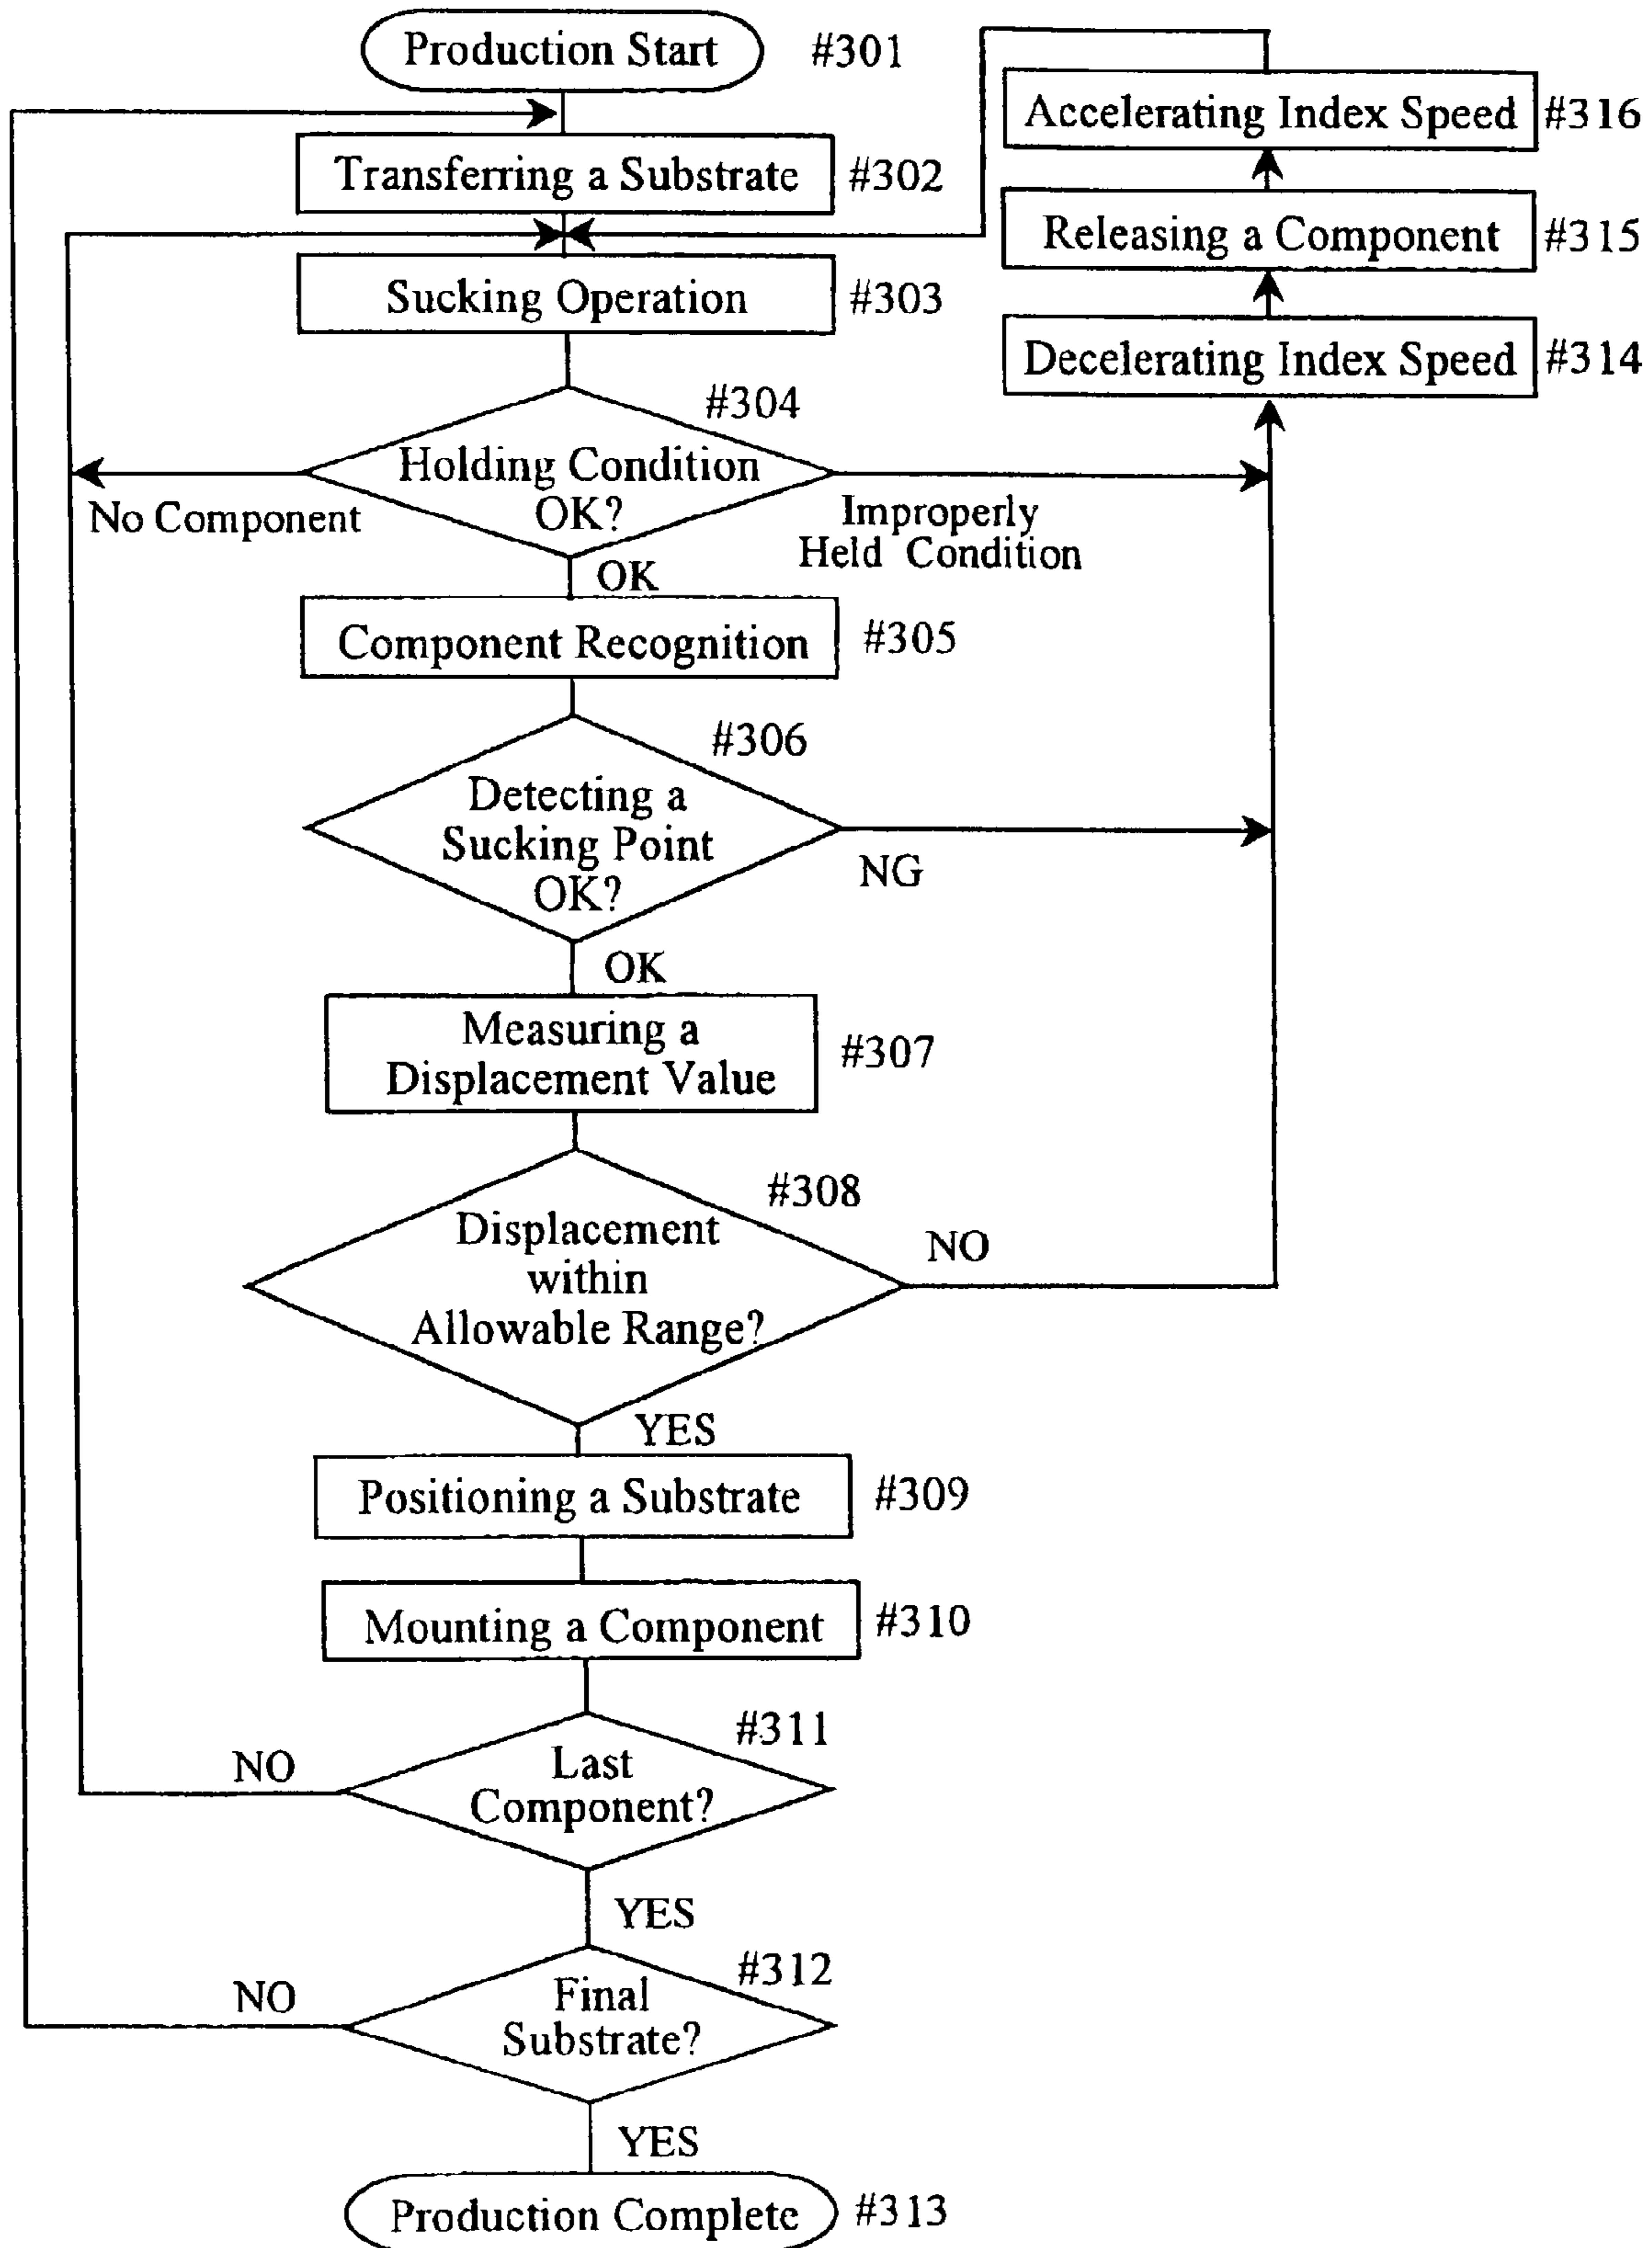 Production Start #301
Transferring a Substrate #302
Sucking Operation #303
#304
Holding Condition
OK?
No Component
Improperly
Held Condition
OK
Component Recognition #305
#306
Detecting a
Sucking Point
OK?
NG
OK
Measuring a
Displacement Value
#307
#308
Displacement
within
Allowable Range?
NO
YES
Positioning a Substrate #309
Mounting a Component #310
#311
Last
Component?
NO
YES
#312
Final
Substrate?
NO
YES
Production Complete #313
Accelerating Index Speed #316
Releasing a Component #315
Decelerating Index Speed #314